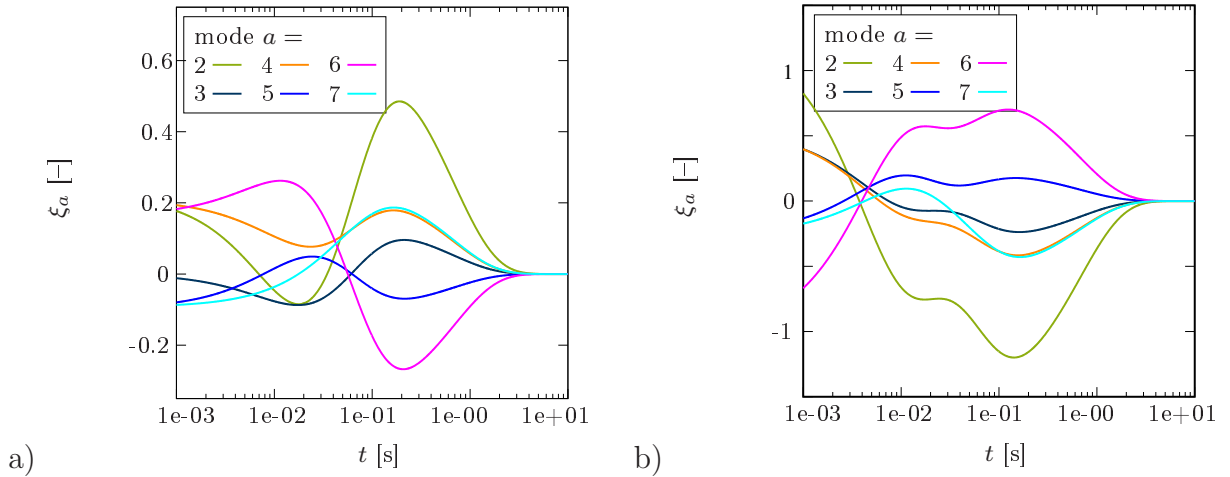 mode a =
2 4 6
3 5 7
0.6
0.4
0.2
0
-0.2
ξa [–]
1e-03 1e-02 1e-01 1e-00 1e+01
t [s]
a)
mode a =
2 4 6
3 5 7
1
0
-1
ξa [–]
1e-03 1e-02 1e-01 1e-00 1e+01
t [s]
b)